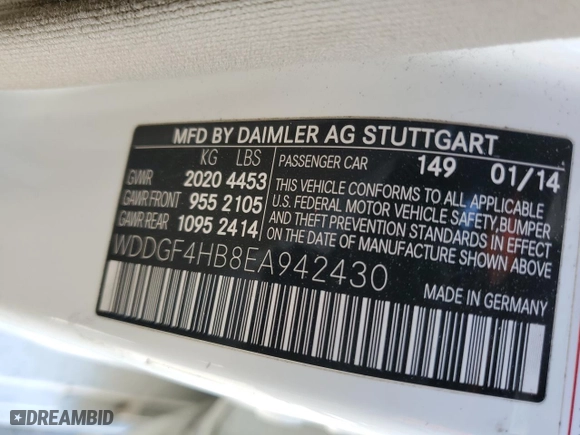 MFD BY DAIMLER AG STUTTGART
KG LBS
GVWR 2020 4453
GAWR FRONT 955 2105
GAWR REAR 1095 2414
PASSENGER CAR 149 01/14
THIS VEHICLE CONFORMS TO ALL APPLICABLE
U.S. FEDERAL MOTOR VEHICLE SAFETY, BUMPER
AND THEFT PREVENTION STANDARDS IN EFFECT
ON THE DATE OF MANUFACTURE SHOWN ABOVE
WDDGF4HB8EA942430
MADE IN GERMANY
DREAMBID